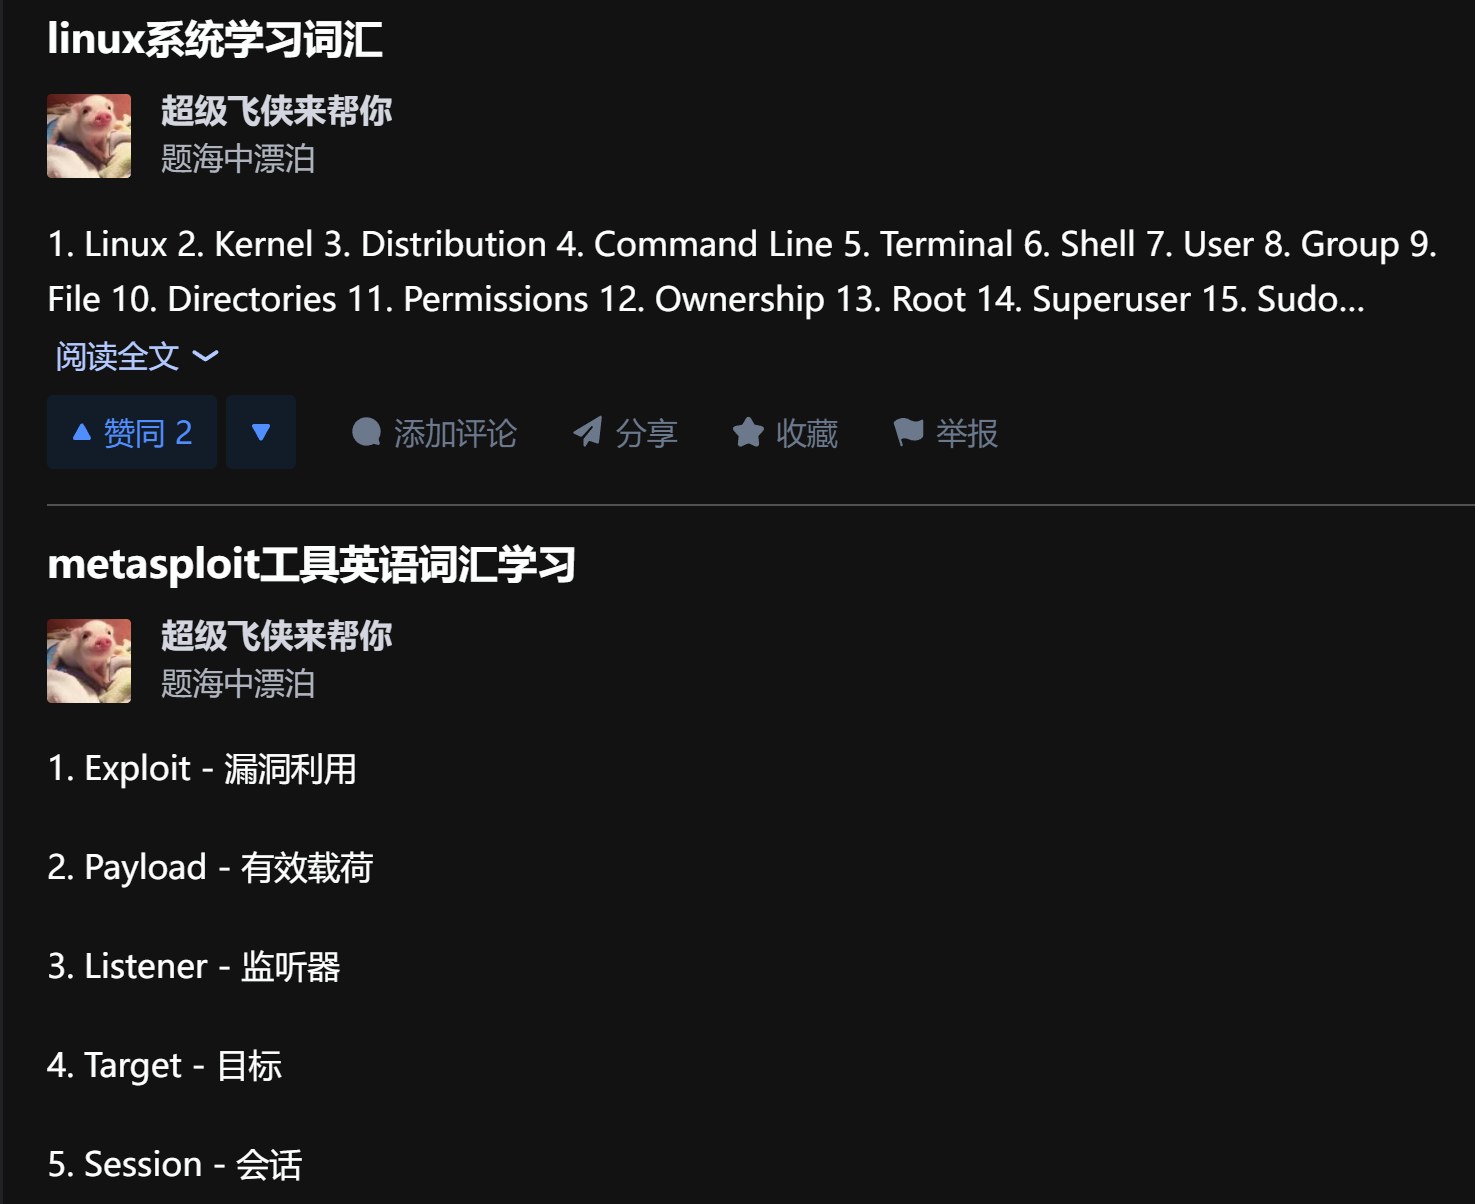 linux系统学习词汇
超级飞侠来帮你
题海中漂泊
1. Linux 2. Kernel 3. Distribution 4. Command Line 5. Terminal 6. Shell 7. User 8. Group 9.
File 10. Directories 11. Permissions 12. Ownership 13. Root 14. Superuser 15. Sudo...
阅读全文
赞同 2 添加评论 分享 收藏 举报
metasploit工具英语词汇学习
超级飞侠来帮你
题海中漂泊
1. Exploit - 漏洞利用
2. Payload - 有效载荷
3. Listener - 监听器
4. Target - 目标
5. Session - 会话